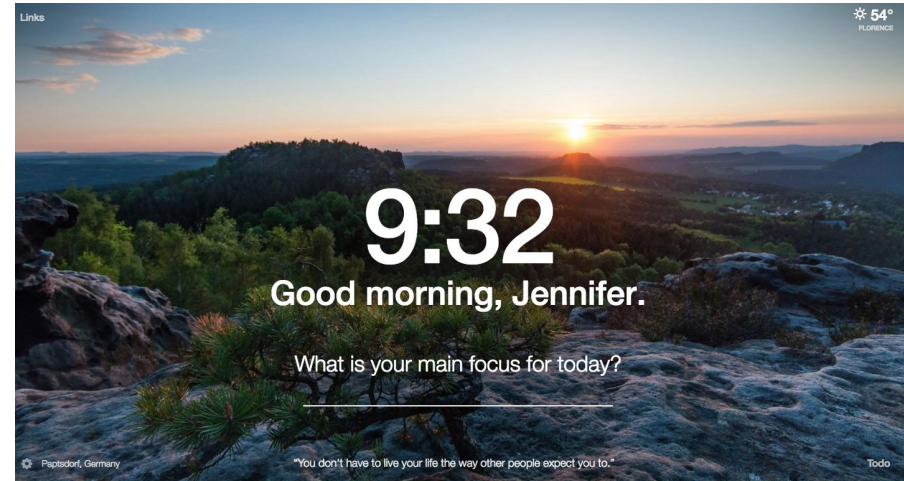 Links
54°
FLORENCE
9:32
Good morning, Jennifer.
What is your main focus for today?
Paptsdorf, Germany
"You don't have to live your life the way other people expect you to."
Todo